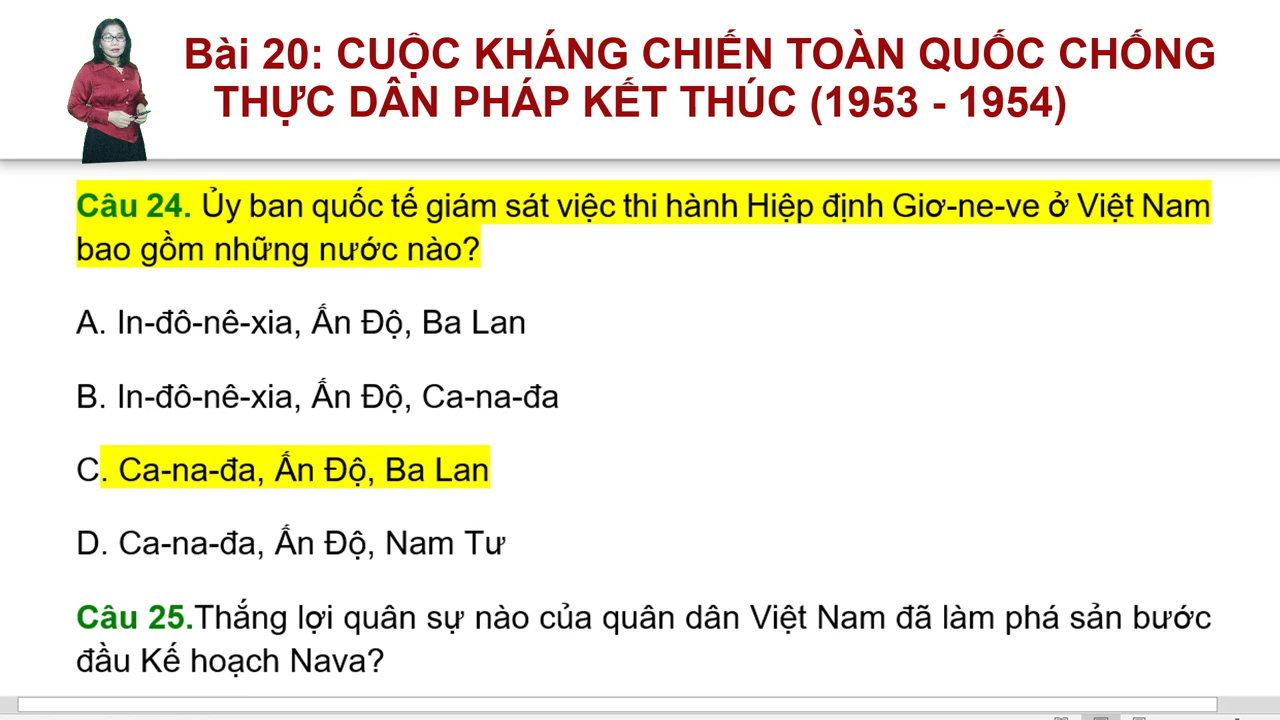 Bài 20: CUỘC KHÁNG CHIẾN TOÀN QUỐC CHỐNG
THỰC DÂN PHÁP KẾT THÚC (1953 - 1954)
Câu 24. Ủy ban quốc tế giám sát việc thi hành Hiệp định Giơ-ne-ve ở Việt Nam
bao gồm những nước nào?
A. In-đô-nê-xia, Ấn Độ, Ba Lan
B. In-đô-nê-xia, Ấn Độ, Ca-na-đa
C. Ca-na-đa, Ấn Độ, Ba Lan
D. Ca-na-đa, Ấn Độ, Nam Tư
Câu 25.Thắng lợi quân sự nào của quân dân Việt Nam đã làm phá sản bước
đầu Kế hoạch Nava?